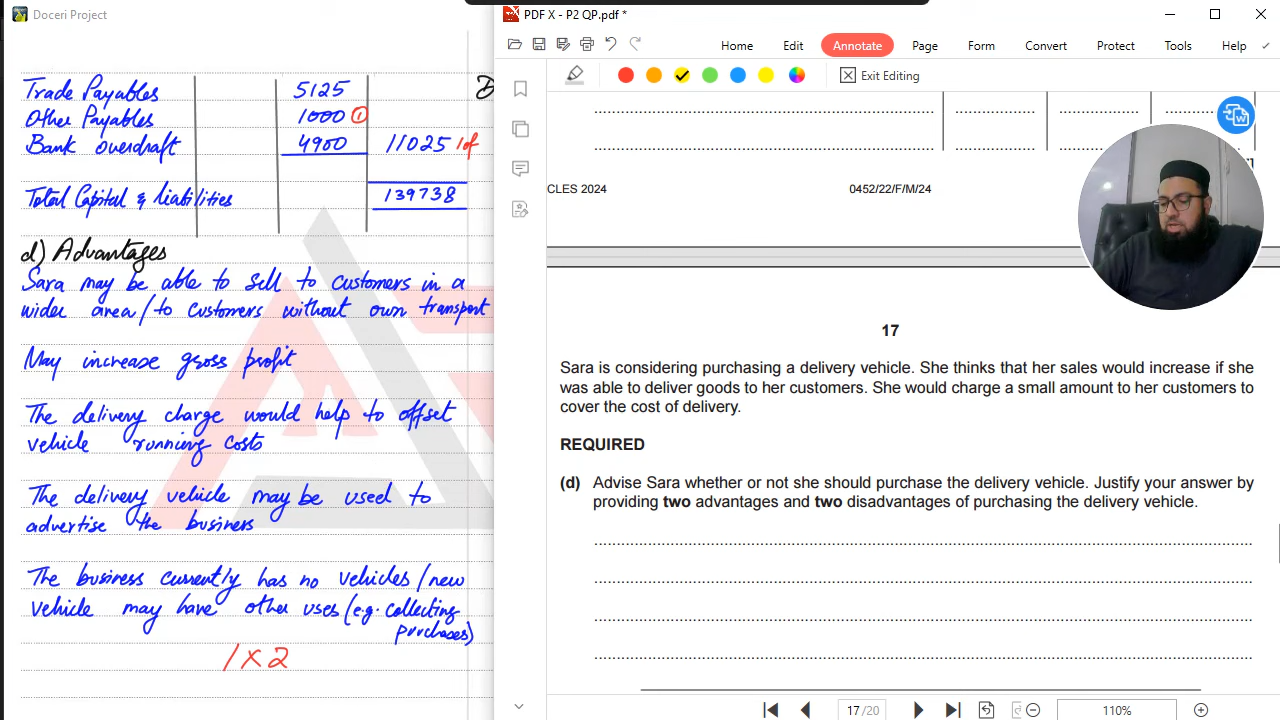 Doceri Project
Trade Payables 5125
Other Payables 1000 1
Bank overdraft 4900 11025 1of
Total Capital & liabilities 139738
d) Advantages
Sara may be able to sell to customers in a
wider area/to customers without own transport
May increase gross profit
The delivery charge would help to offset
vehicle running costs
The delivery vehicle may be used to
advertise the business
The business currently has no vehicles/new
vehicle may have other uses (e.g. collecting
purchases)
1×2
PDF X - P2 QP.pdf *
Home Edit Annotate Page Form Convert Protect Tools Help
Exit Editing
CLES 2024 0452/22/F/M/24
17
Sara is considering purchasing a delivery vehicle. She thinks that her sales would increase if she
was able to deliver goods to her customers. She would charge a small amount to her customers to
cover the cost of delivery.
REQUIRED
(d) Advise Sara whether or not she should purchase the delivery vehicle. Justify your answer by
providing two advantages and two disadvantages of purchasing the delivery vehicle.
17 /20 110%